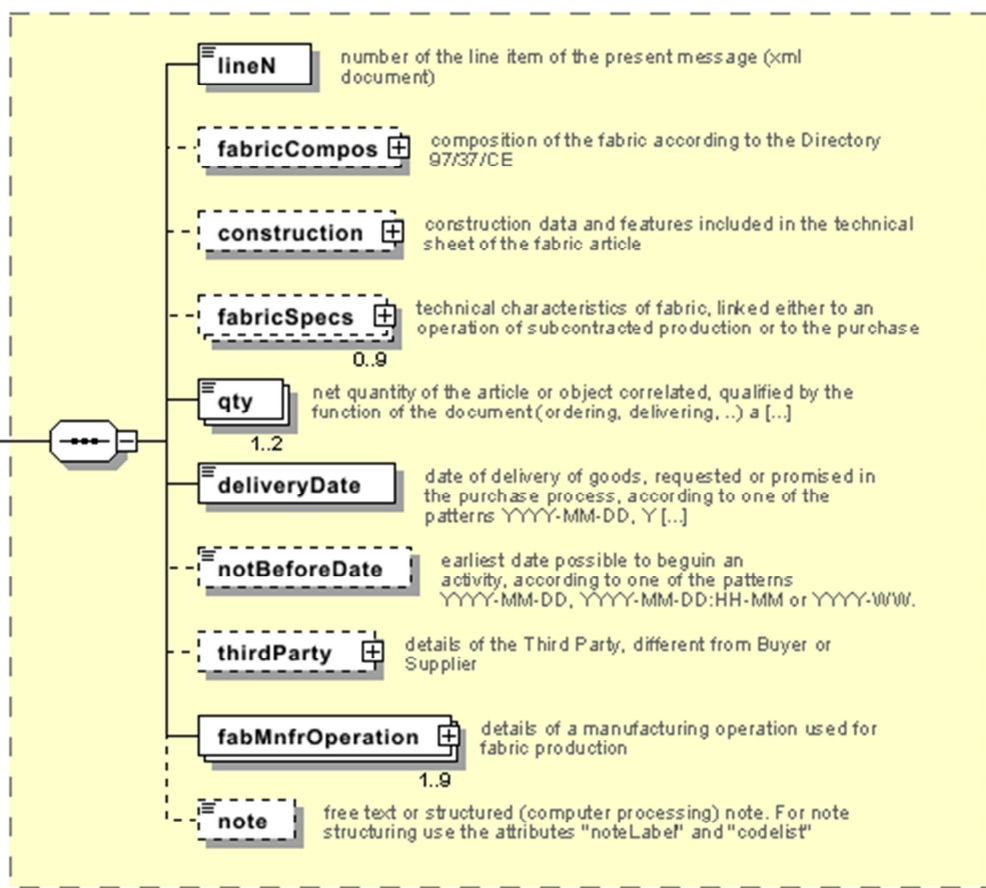 lineN
number of the line item of the present message (xml
document)
fabricCompos
composition of the fabric according to the Directory
97/37/CE
construction
construction data and features included in the technical
sheet of the fabric article
fabricSpecs
technical characteristics of fabric, linked either to an
operation of subcontracted production or to the purchase
0..9
qty
net quantity of the article or object correlated, qualified by the
function of the document (ordering, delivering, ..) a [...]
1..2
deliveryDate
date of delivery of goods, requested or promised in
the purchase process, according to one of the
patterns YYYY-MM-DD, Y [...]
notBeforeDate
earliest date possible to beguin an
activity, according to one of the patterns
YYYY-MM-DD, YYYY-MM-DD:HH-MM or YYYY-WW.
thirdParty
details of the Third Party, different from Buyer or
Supplier
fabMnfrOperation
details of a manufacturing operation used for
fabric production
1..9
note
free text or structured (computer processing) note. For note
structuring use the attributes "noteLabel" and "codelist"